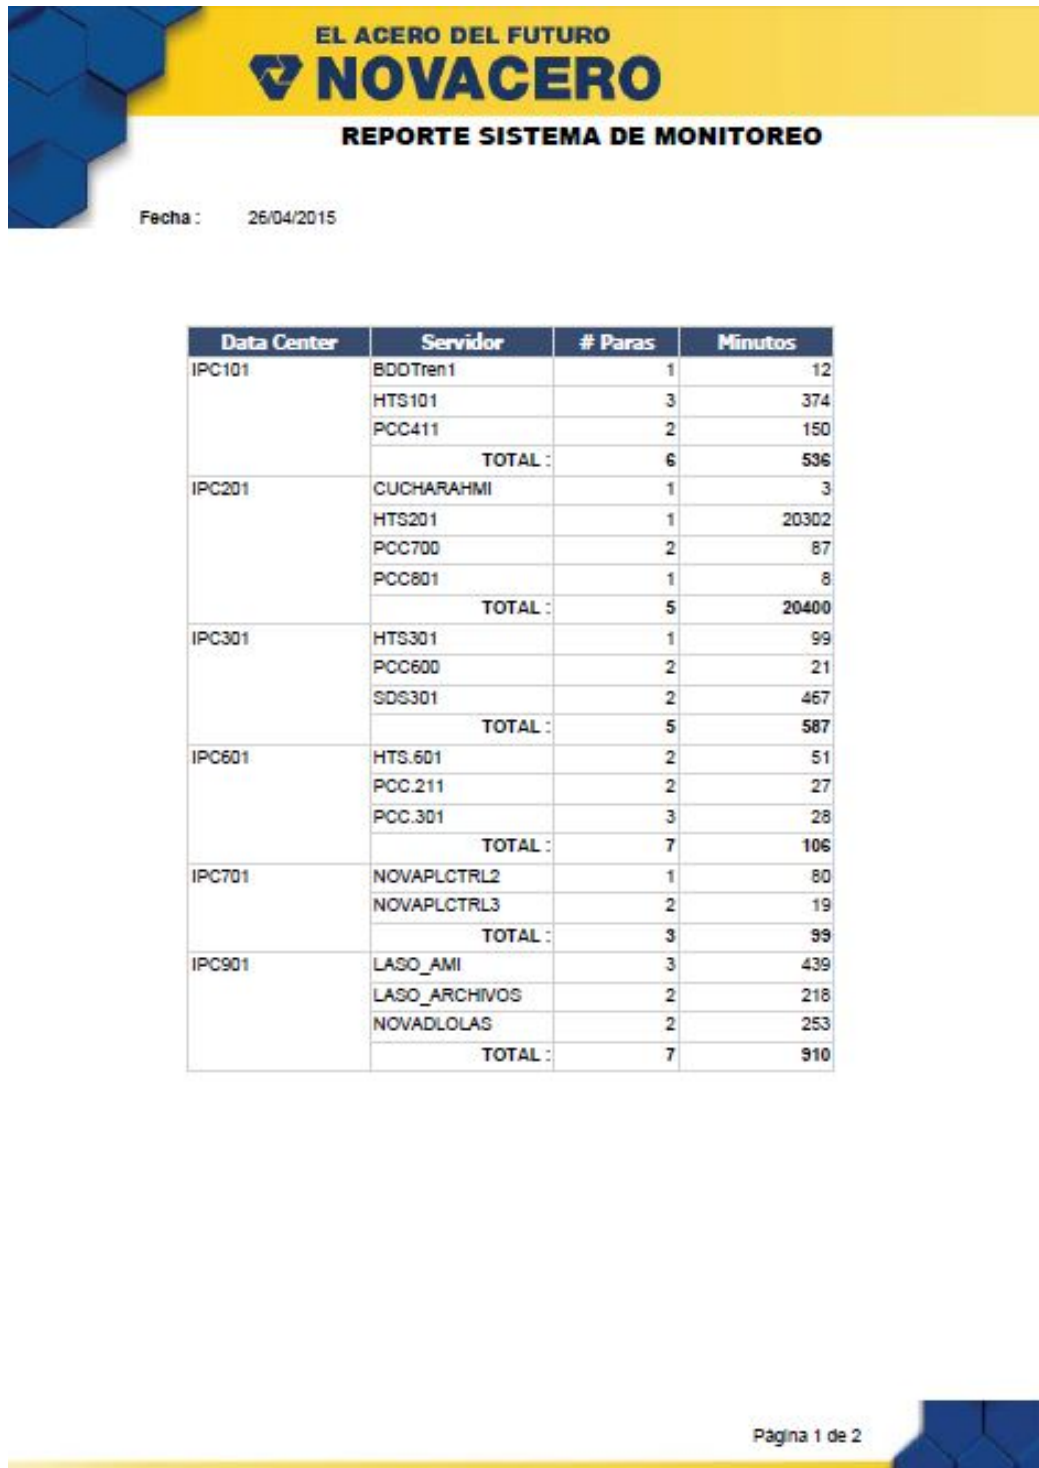 EL ACERO DEL FUTURO
NOVACERO
REPORTE SISTEMA DE MONITOREO
Fecha : 26/04/2015
Data Center Servidor # Paras Minutos
IPC101 BDDTren1 1 12
HTS101 3 374
PCC411 2 150
TOTAL : 6 536
IPC201 CUCHARAHMI 1 3
HTS201 1 20302
PCC700 2 87
PCC801 1 8
TOTAL : 5 20400
IPC301 HTS301 1 99
PCC600 2 21
SDS301 2 467
TOTAL : 5 587
IPC601 HTS.601 2 51
PCC.211 2 27
PCC.301 3 28
TOTAL : 7 106
IPC701 NOVAPLCTRL2 1 80
NOVAPLCTRL3 2 19
TOTAL : 3 99
IPC901 LASO_AMI 3 439
LASO_ARCHIVOS 2 218
NOVADLOLAS 2 253
TOTAL : 7 910
Página 1 de 2